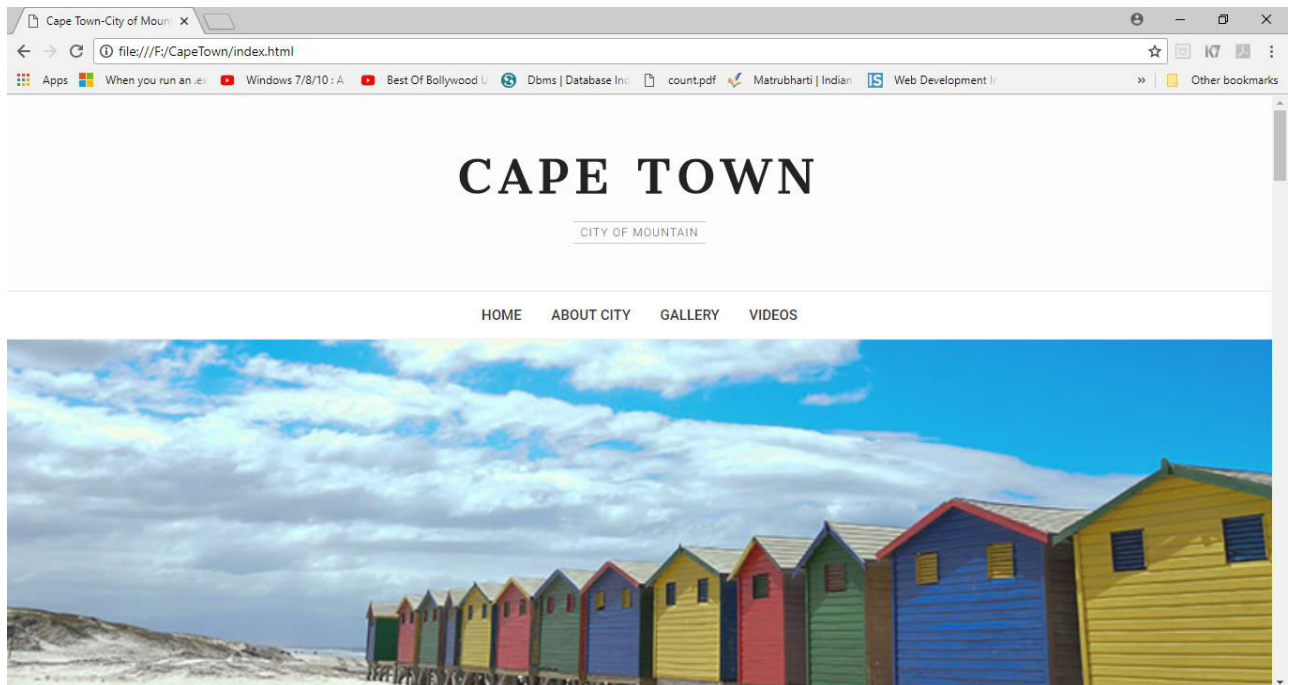 Cape Town-City of Moun
file:///F:/CapeTown/index.html
K7
Apps When you run an .ex Windows 7/8/10 : A Best Of Bollywood U Dbms | Database Inc count.pdf Matrubharti | Indian Web Development In » Other bookmarks
CAPE TOWN
CITY OF MOUNTAIN
HOME ABOUT CITY GALLERY VIDEOS